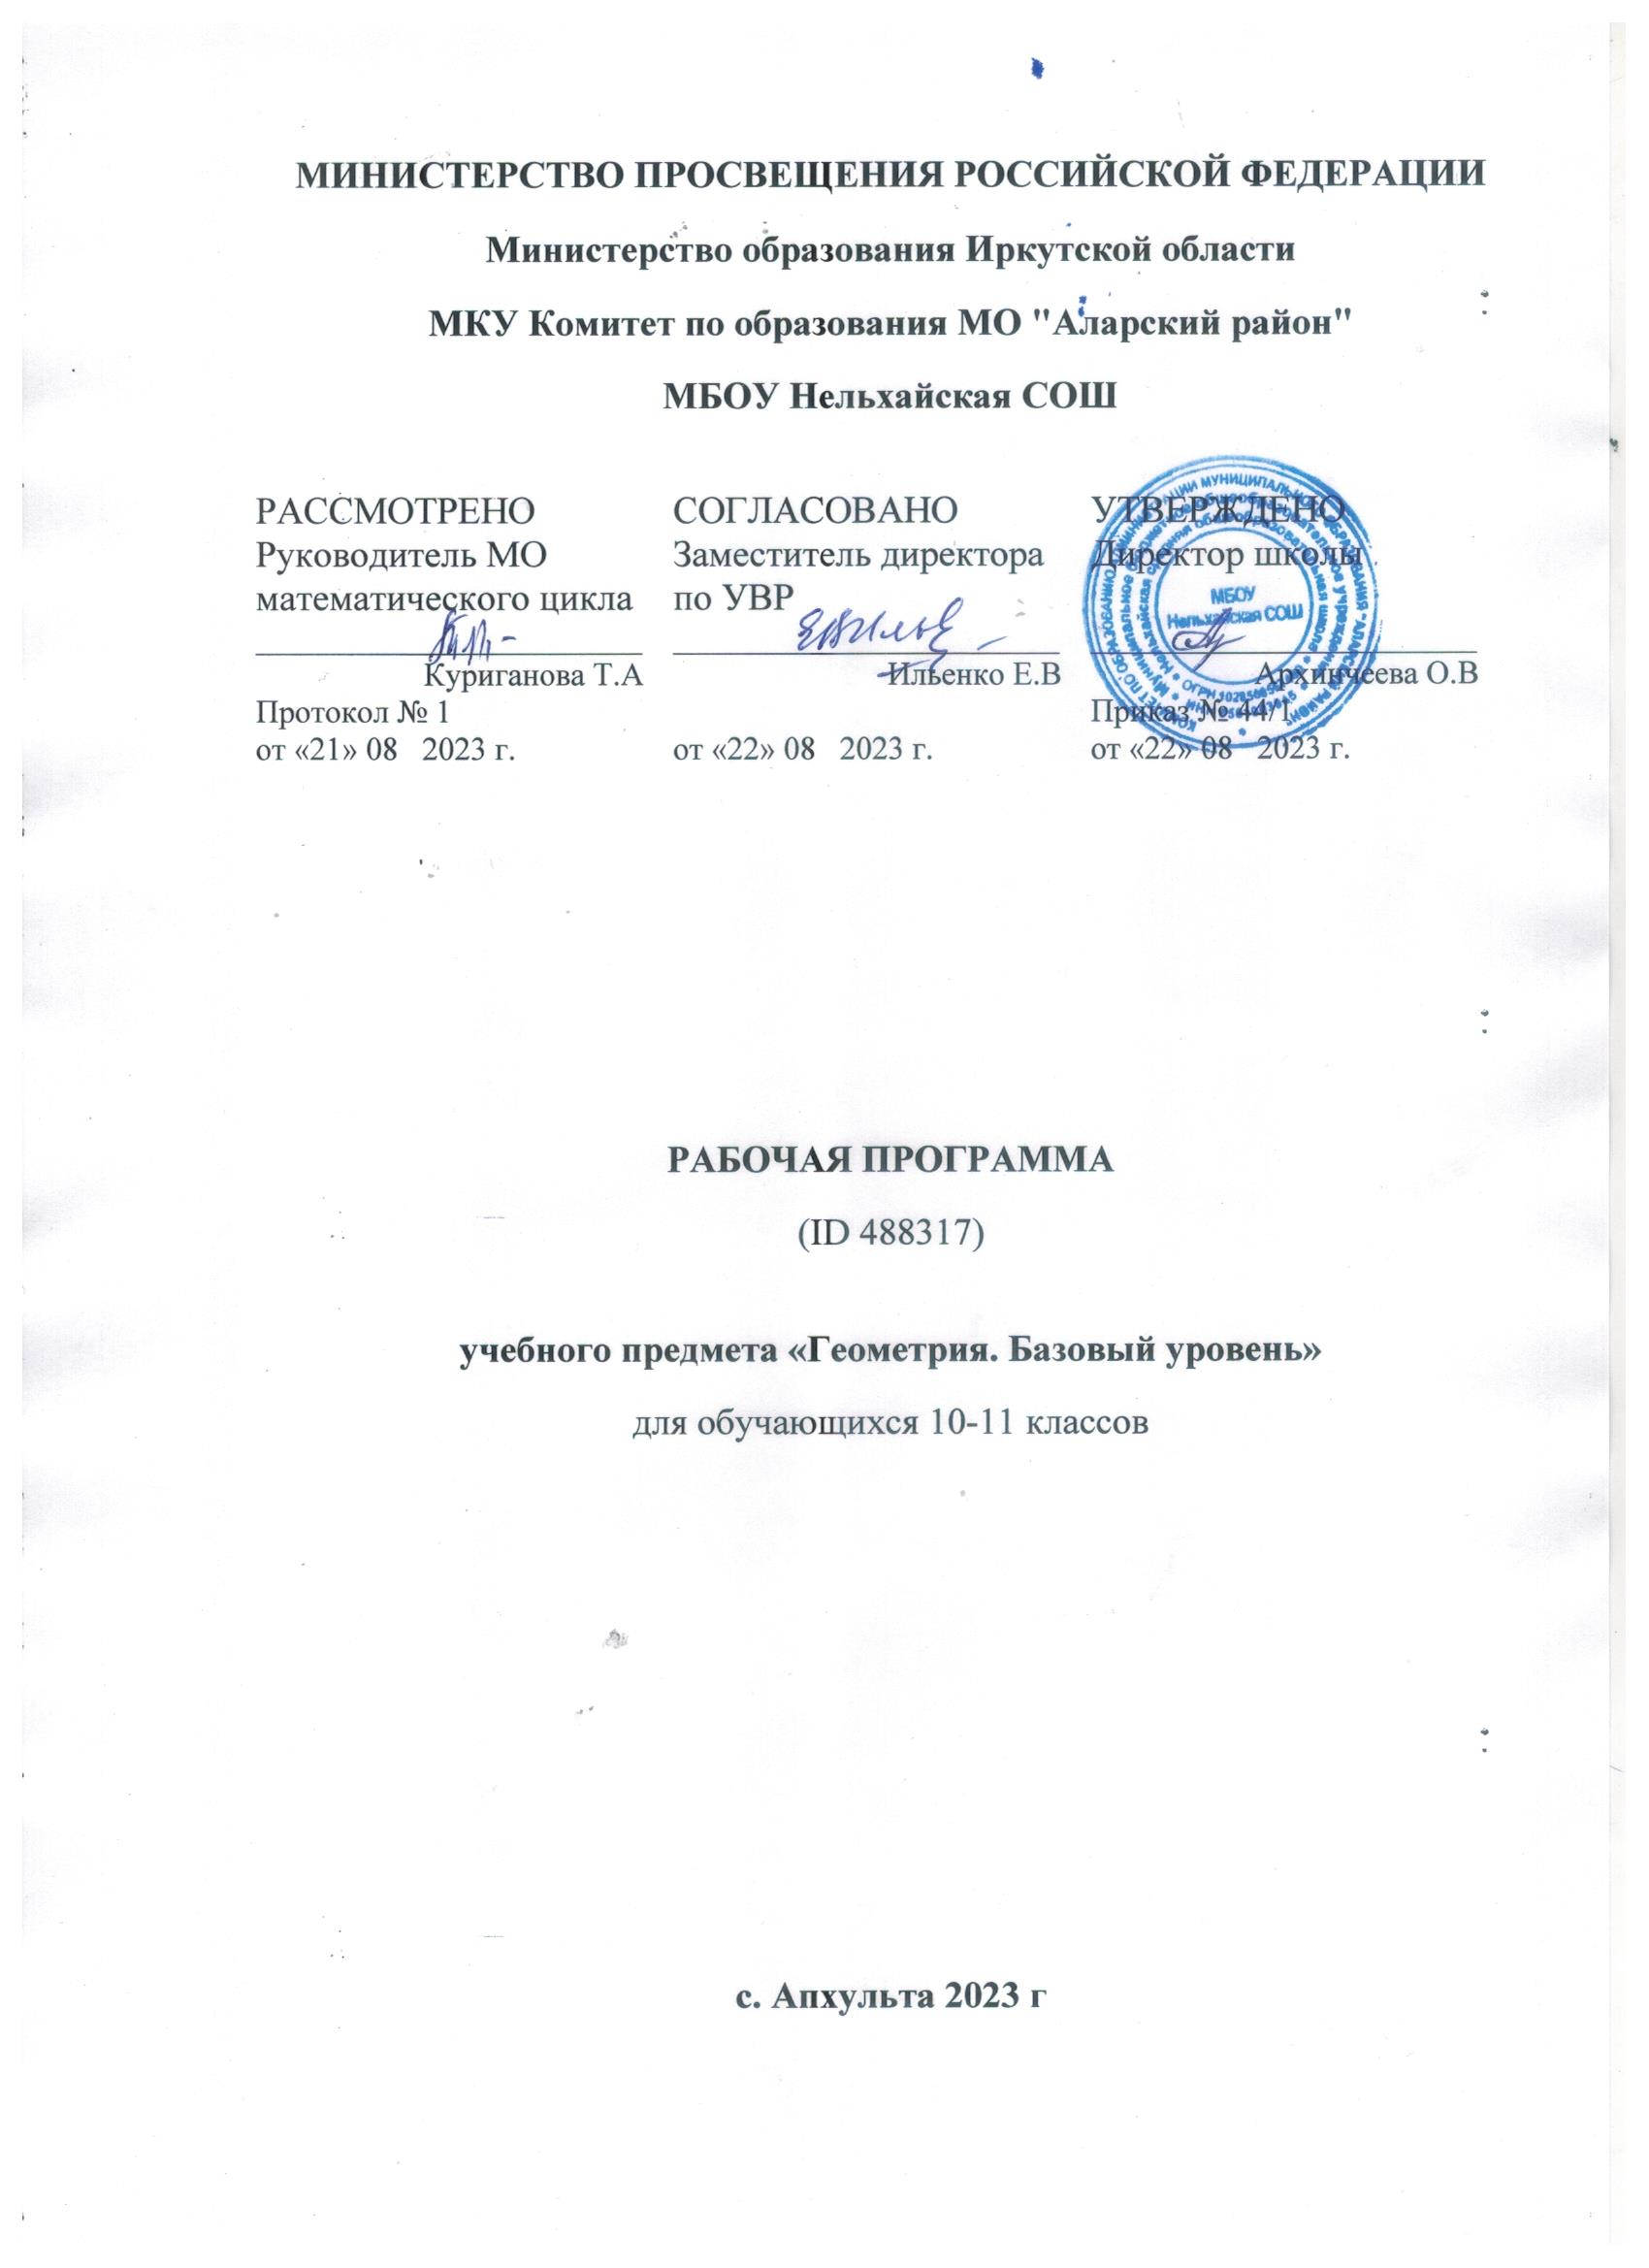 МИНИСТЕРСТВО ПРОСВЕЩЕНИЯ РОССИЙСКОЙ ФЕДЕРАЦИИ
Министерство образования Иркутской области
МКУ Комитет по образования МО "Аларский район"
МБОУ Нельхайская СОШ
РАССМОТРЕНО
Руководитель МО
математического цикла
Куриганова Т.А
Протокол № 1
от «21» 08 2023 г.
СОГЛАСОВАНО
Заместитель директора
по УВР
Ильенко Е.В
от «22» 08 2023 г.
УТВЕРЖДЕНО
Директор школы
Архинчеева О.В
Приказ № 44/1
от «22» 08 2023 г.
МБОУ
Нельхайская СОШ
РАБОЧАЯ ПРОГРАММА
(ID 488317)
учебного предмета «Геометрия. Базовый уровень»
для обучающихся 10-11 классов
с. Апхульта 2023 г